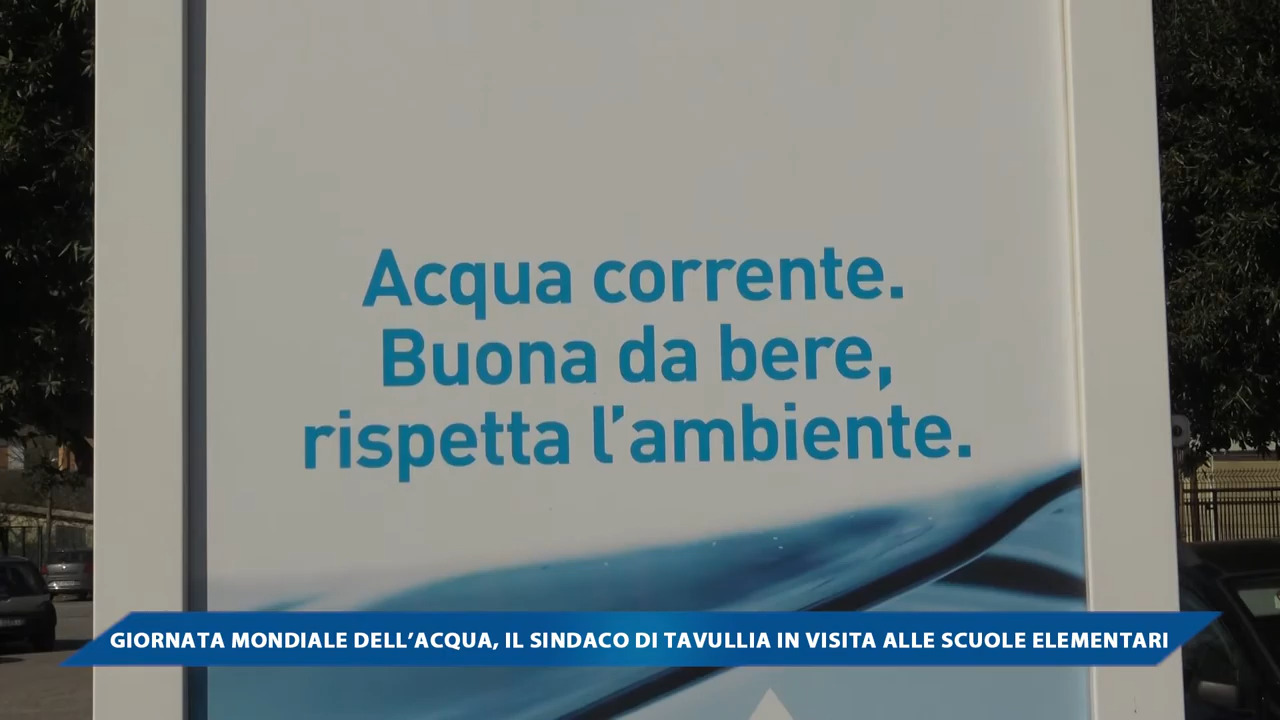 Acqua corrente.
Buona da bere,
rispetta l'ambiente.
GIORNATA MONDIALE DELL'ACQUA, IL SINDACO DI TAVULLIA IN VISITA ALLE SCUOLE ELEMENTARI